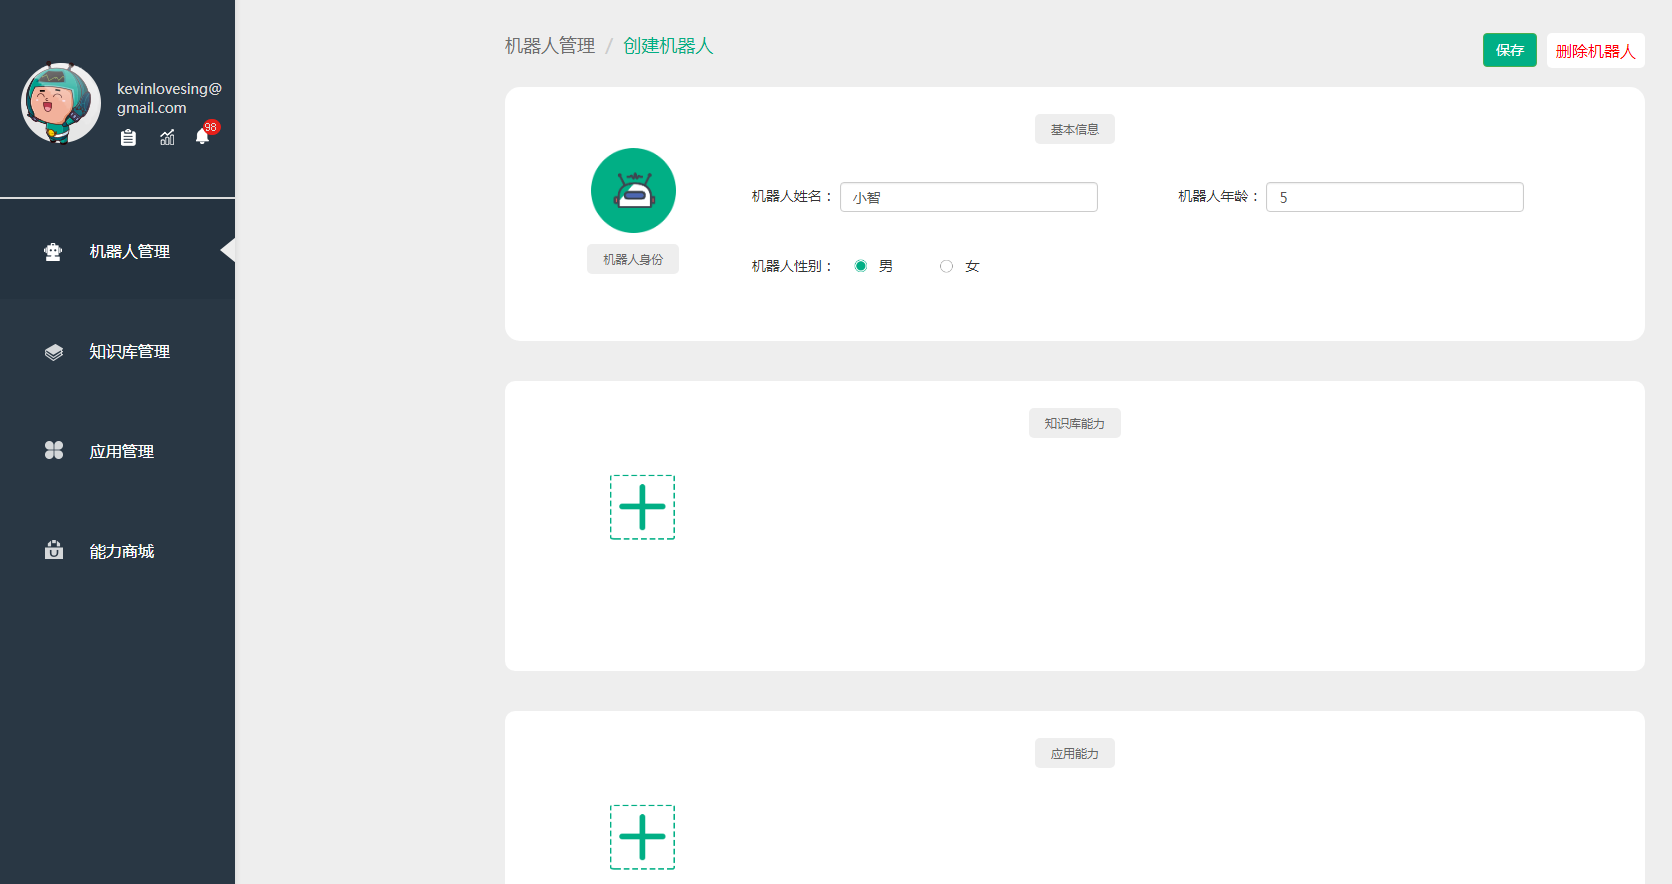 kevinlovesing@
gmail.com
98
机器人管理
知识库管理
应用管理
能力商城
机器人管理 / 创建机器人
保存
删除机器人
基本信息
机器人身份
机器人姓名： 小智
机器人年龄： 5
机器人性别： 男 女
知识库能力
应用能力